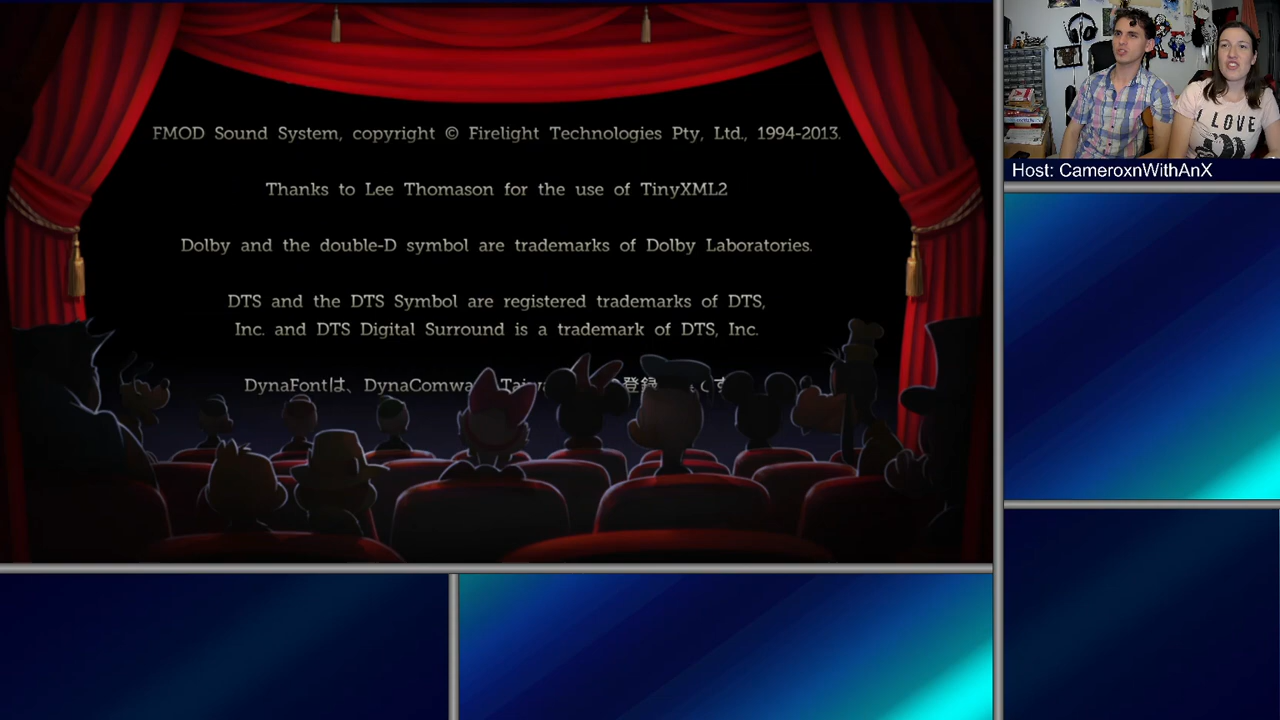 FMOD Sound System, copyright © Firelight Technologies Pty, Ltd., 1994-2013.
Thanks to Lee Thomason for the use of TinyXML2
Dolby and the double-D symbol are trademarks of Dolby Laboratories.
DTS and the DTS Symbol are registered trademarks of DTS,
Inc. and DTS Digital Surround is a trademark of DTS, Inc.
DynaFontは、 登録
I LOVE
Host: CameroxnWithAnX